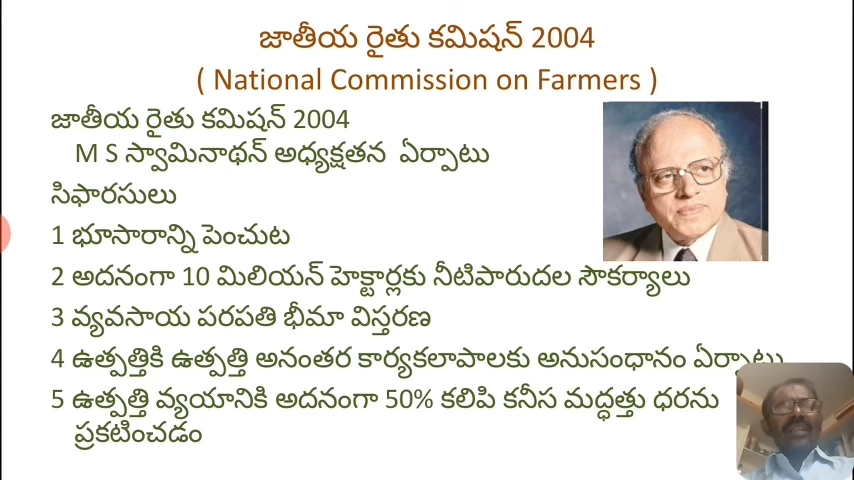 జాతీయ రైతు కమిషన్ 2004
( National Commission on Farmers )
జాతీయ రైతు కమిషన్ 2004
M S స్వామినాథన్ అధ్యక్షతన ఏర్పాటు
సిఫారసులు
1 భూసారాన్ని పెంచుట
2 అదనంగా 10 మిలియన్ హెక్టార్లకు నీటిపారుదల సౌకర్యాలు
3 వ్యవసాయ పరపతి భీమా విస్తరణ
4 ఉత్పత్తికి ఉత్పత్తి అనంతర కార్యకలాపాలకు అనుసంధానం ఏర్పాటు
5 ఉత్పత్తి వ్యయానికి అదనంగా 50% కలిపి కనీస మద్ధత్తు ధరను
ప్రకటించడం